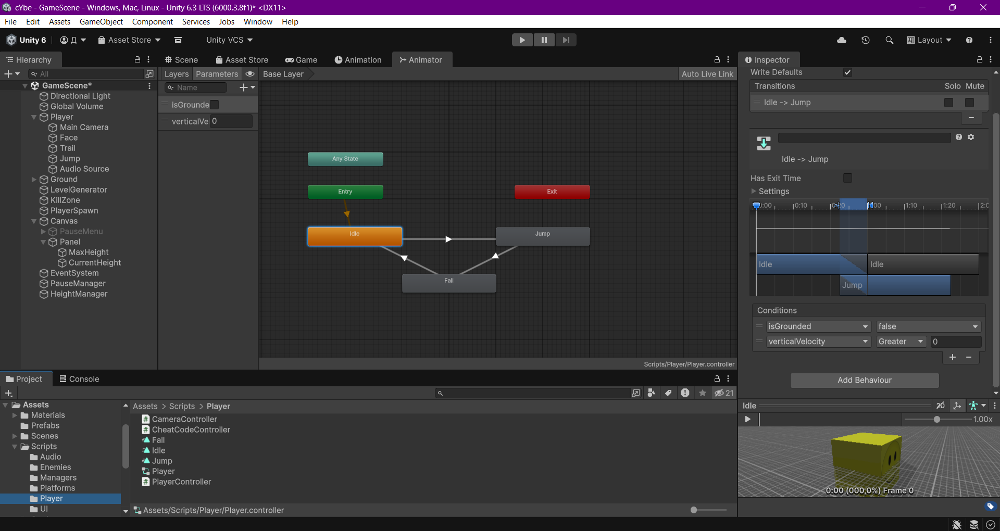 cYbe - GameScene - Windows, Mac, Linux - Unity 6.3 LTS (6000.3.8f1)* <DX11>
File Edit Assets GameObject Component Services Jobs Window Help
Unity 6 Д Asset Store Unity VCS Layout
Hierarchy
All
GameScene*
Directional Light
Global Volume
Player
Main Camera
Face
Trail
Jump
Audio Source
Ground
LevelGenerator
KillZone
PlayerSpawn
Canvas
PauseMenu
Panel
MaxHeight
CurrentHeight
EventSystem
PauseManager
HeightManager
Scene Asset Store Game Animation Animator
Layers Parameters Base Layer Auto Live Link
Name
isGrounde
verticalVe 0
Any State
Entry
Exit
Idle
Jump
Fall
Scripts/Player/Player.controller
Inspector
Write Defaults
Transitions Solo Mute
Idle -> Jump
Idle -> Jump
Has Exit Time
Settings
0:10 1:10 1:20
Idle Idle
Jump
Conditions
isGrounded false
verticalVelocity Greater 0
Add Behaviour
Idle
1.00x
0:00 (000,0%) Frame 0
Project Console
21
Assets
Materials
Prefabs
Scenes
Scripts
Audio
Enemies
Managers
Platforms
Player
UI
Assets > Scripts > Player
CameraController
CheatCodeController
Fall
Idle
Jump
Player
PlayerController
Assets/Scripts/Player/Player.controller